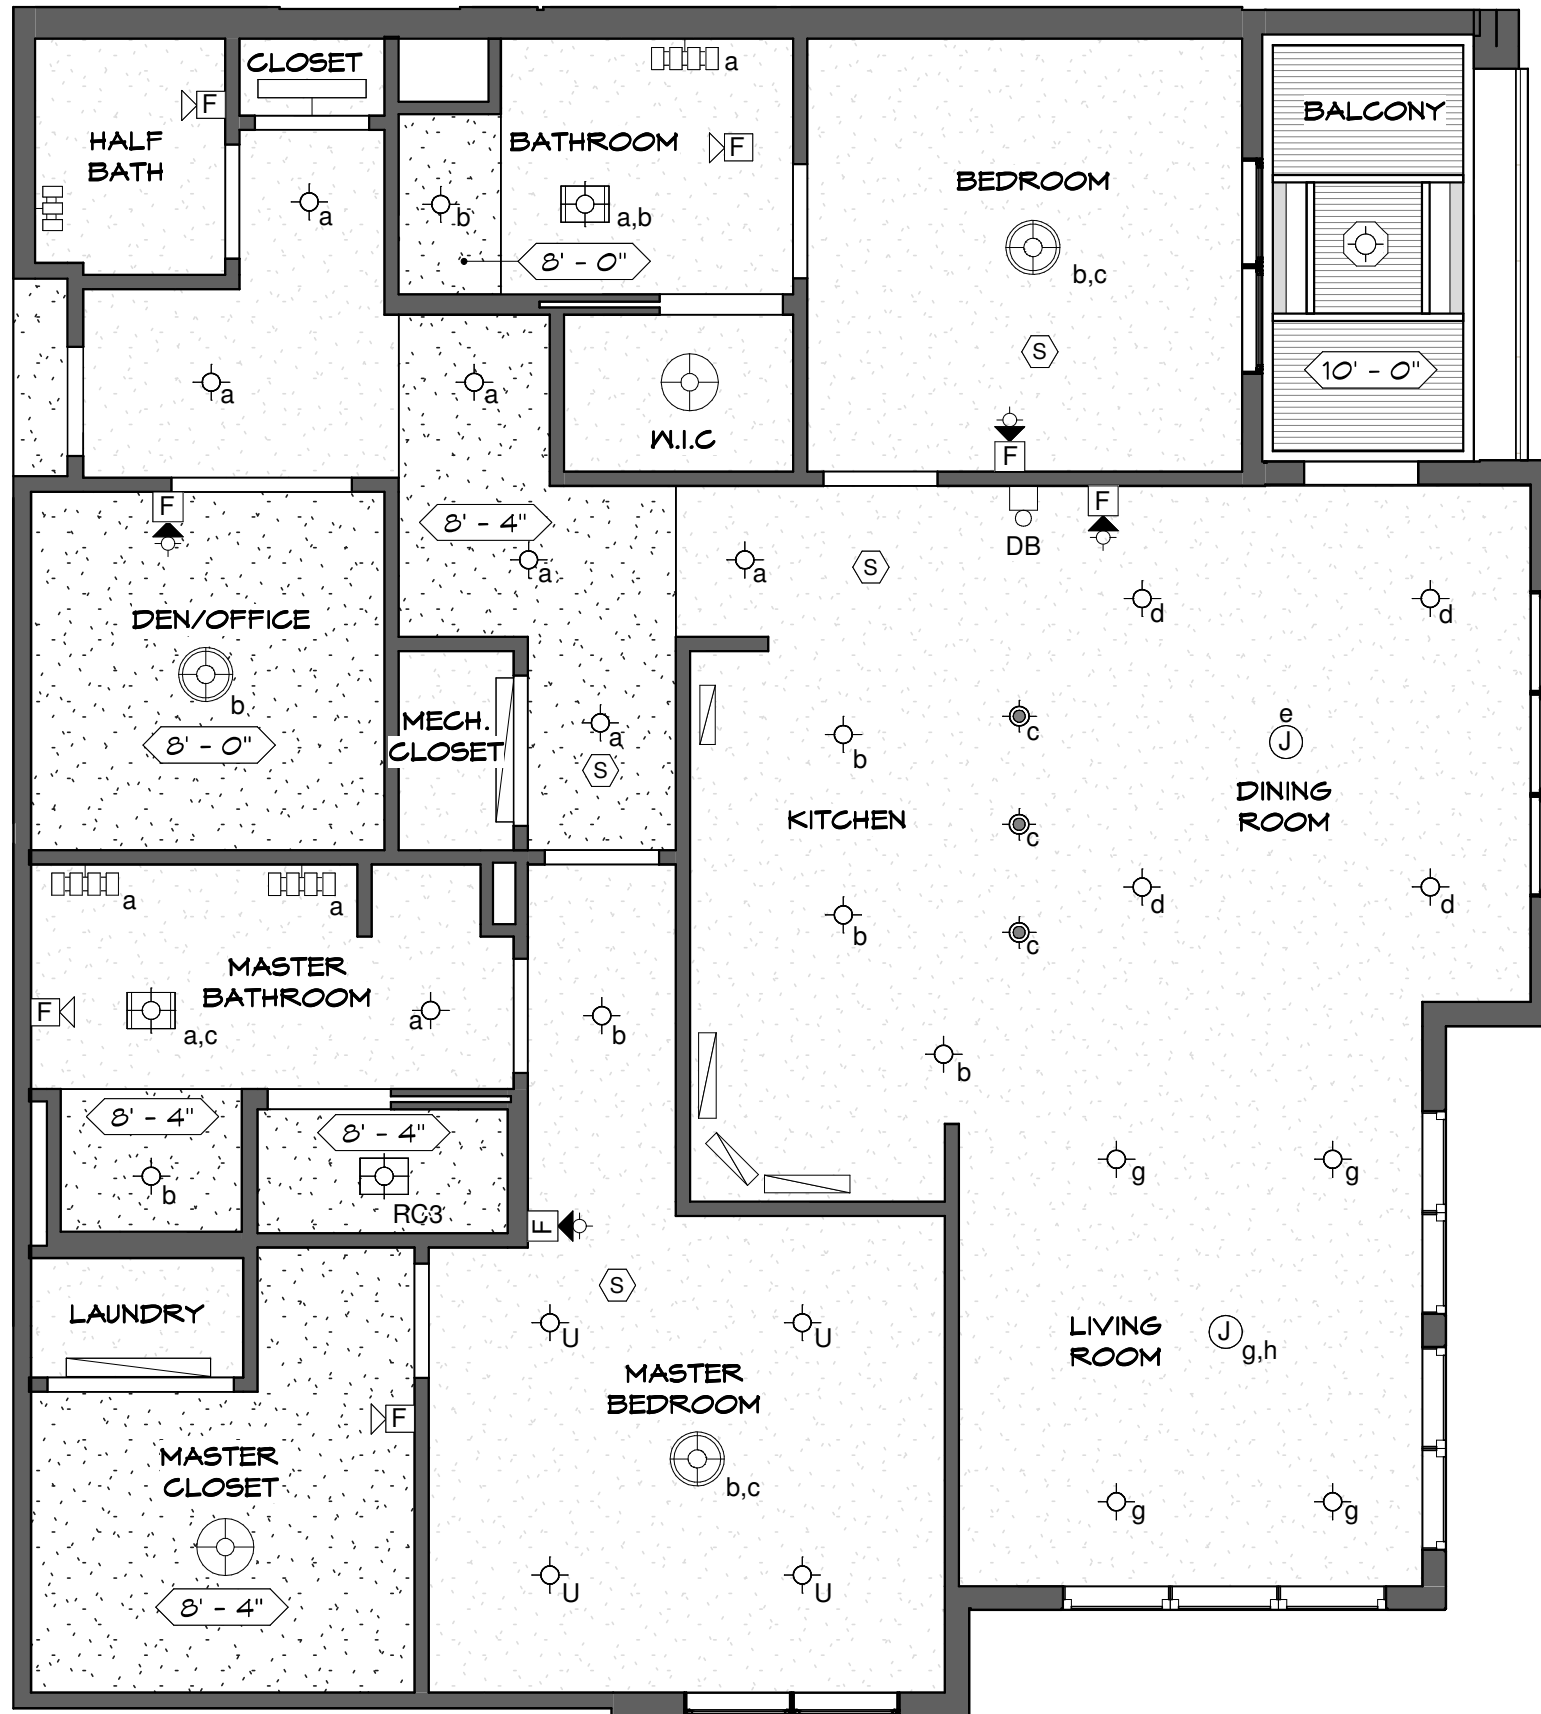 CLOSET
a
BALCONY
F
HALF
BATH
BATHROOM
F
BEDROOM
a
b
a,b
8' - 0"
b,c
S
10' - 0"
a
a
W.I.C
F
F
8' - 4"
F
DB
a
a
S
DEN/OFFICE
d
d
b
8' - 0"
MECH.
CLOSET
a
S
b
c
e
J
KITCHEN
c
DINING
ROOM
a
a
b
c
d
d
MASTER
BATHROOM
F
a,c
a
b
b
8' - 4"
8' - 4"
b
RC3
g
g
F
S
LAUNDRY
U
U
LIVING
ROOM
J
g,h
MASTER
BEDROOM
F
MASTER
CLOSET
b,c
g
g
8' - 4"
U
U